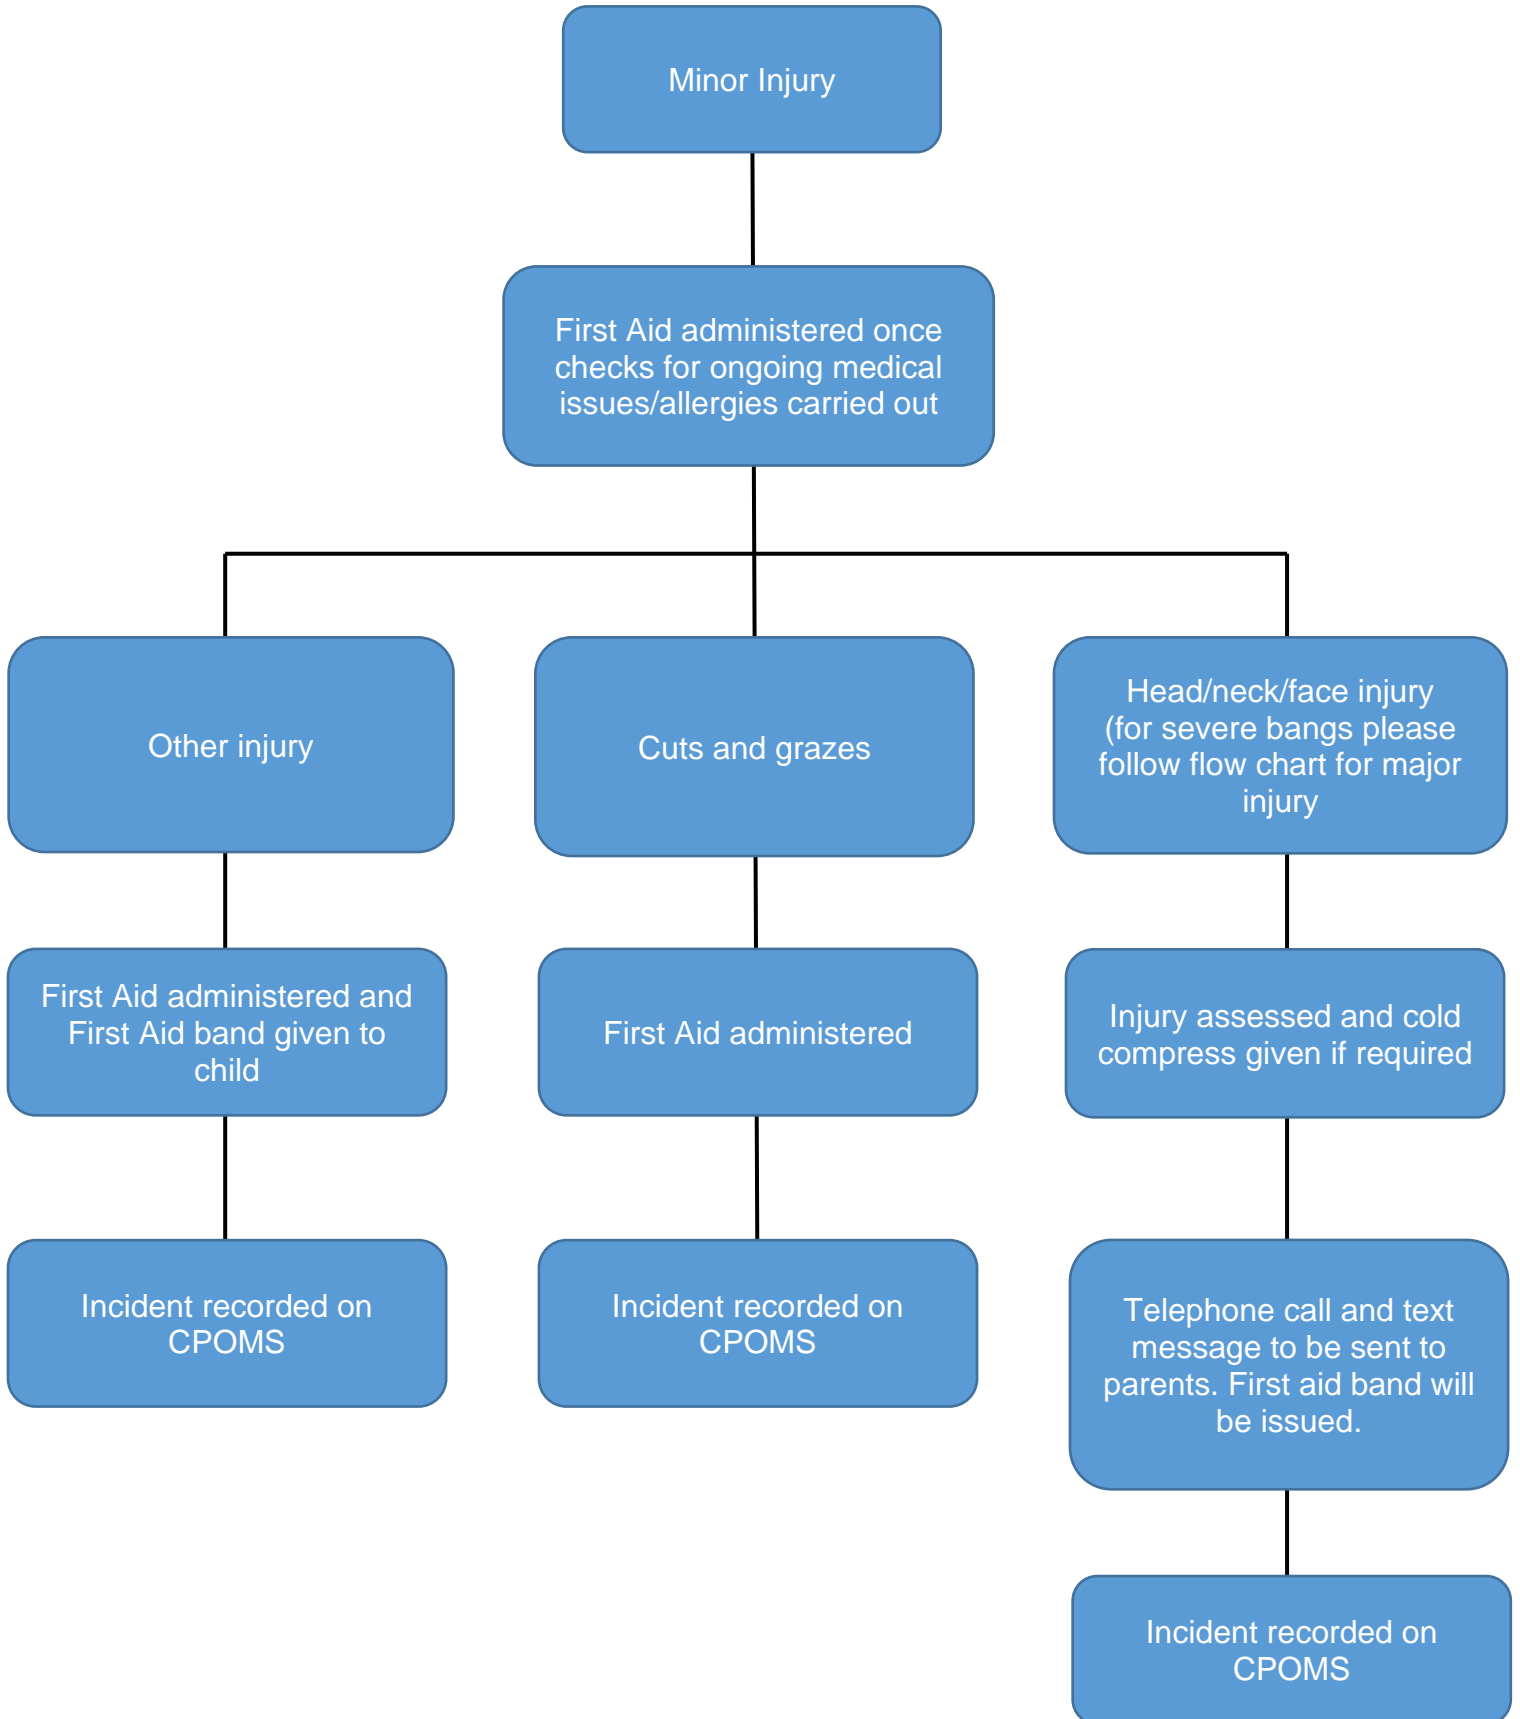 Minor Injury
First Aid administered once
checks for ongoing medical
issues/allergies carried out
Other injury
Cuts and grazes
Head/neck/face injury
(for severe bangs please
follow flow chart for major
injury
First Aid administered and
First Aid band given to
child
First Aid administered
Injury assessed and cold
compress given if required
Incident recorded on
CPOMS
Incident recorded on
CPOMS
Telephone call and text
message to be sent to
parents. First aid band will
be issued.
Incident recorded on
CPOMS